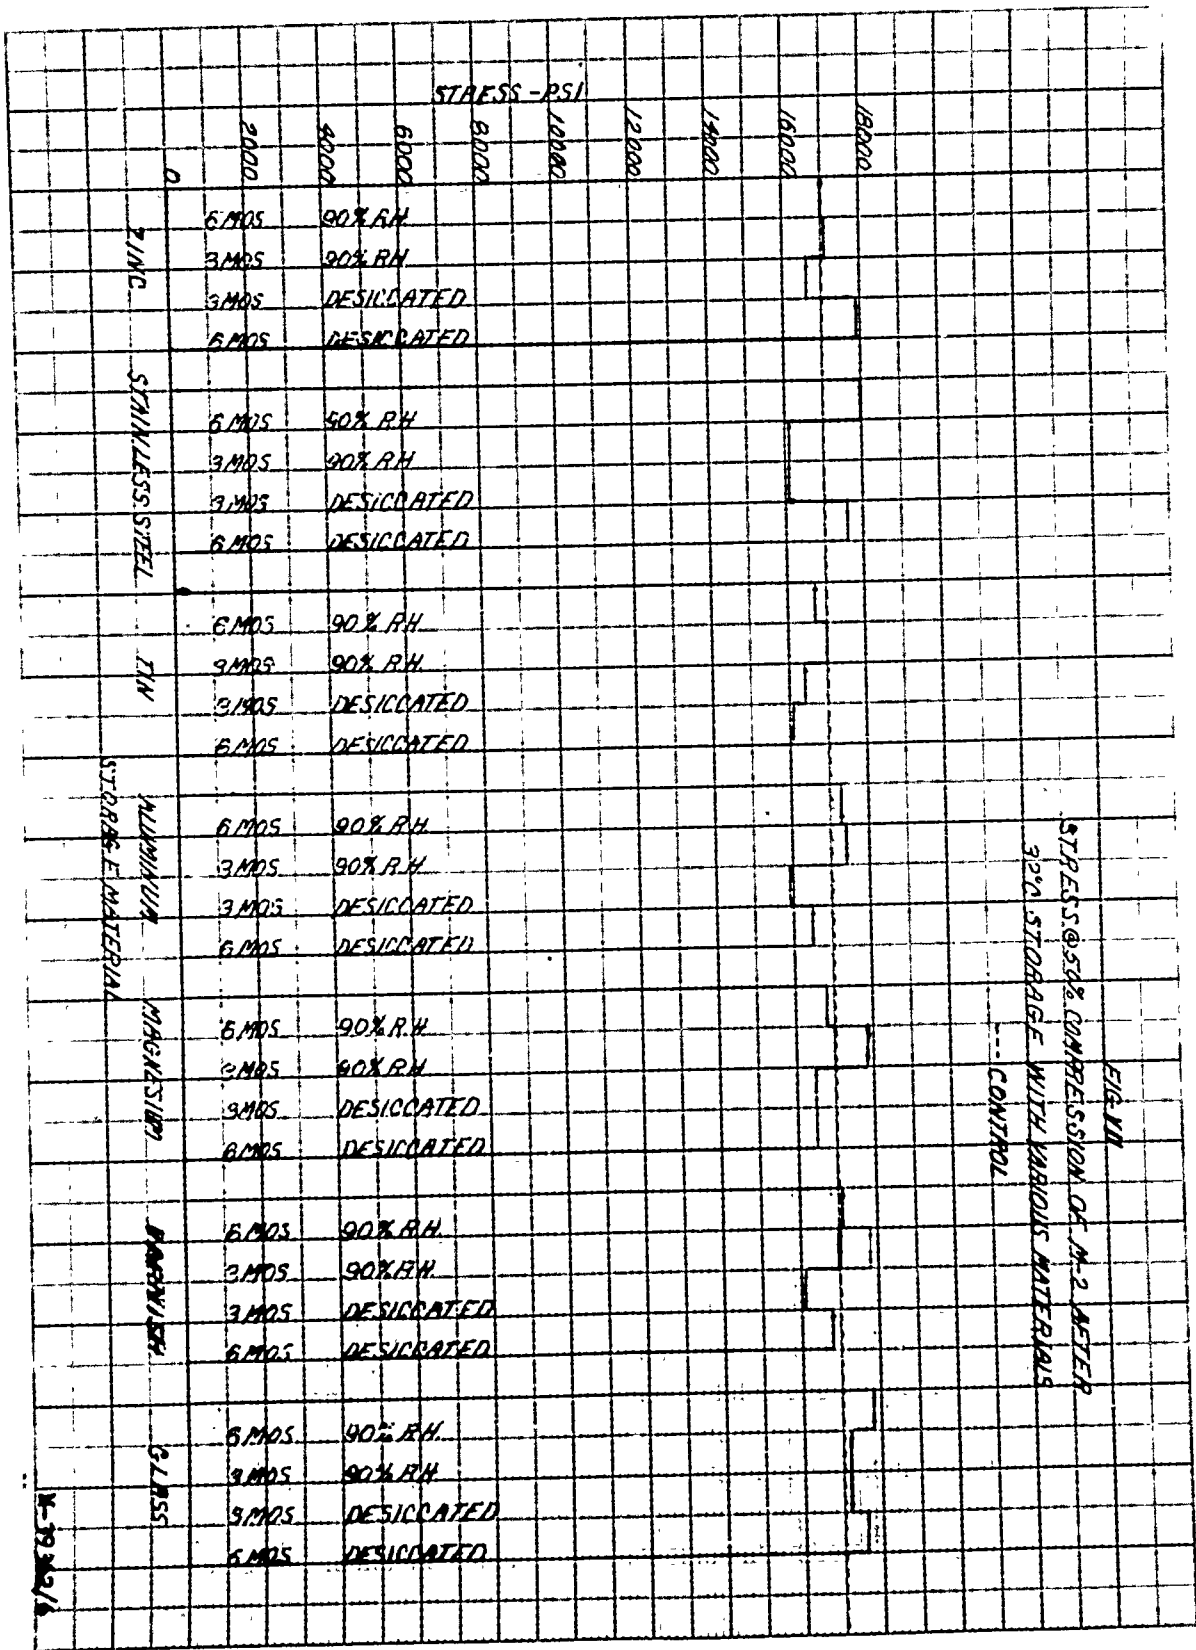 FIG. VII
STRESS @ 50% COMPRESSION OF M-2 AFTER
32°C STORAGE WITH VARIOUS MATERIALS
---- CONTROL
STRESS - PSI
18000
16000
14000
12000
10000
8000
6000
4000
2000
0
6 MOS 90% RH
3 MOS 90% RH
3 MOS DESICCATED
6 MOS DESICCATED
ZINC
6 MOS 90% RH
3 MOS 90% RH
3 MOS DESICCATED
6 MOS DESICCATED
STAINLESS STEEL
6 MOS 90% RH
3 MOS 90% RH
3 MOS DESICCATED
6 MOS DESICCATED
TIN
6 MOS 90% RH
3 MOS 90% RH
3 MOS DESICCATED
6 MOS DESICCATED
ALUMINUM
6 MOS 90% RH
3 MOS 90% RH
3 MOS DESICCATED
6 MOS DESICCATED
MAGNESIUM
6 MOS 90% RH
3 MOS 90% RH
3 MOS DESICCATED
6 MOS DESICCATED
6 MOS 90% RH
3 MOS 90% RH
3 MOS DESICCATED
6 MOS DESICCATED
GLASS
STORAGE MATERIAL